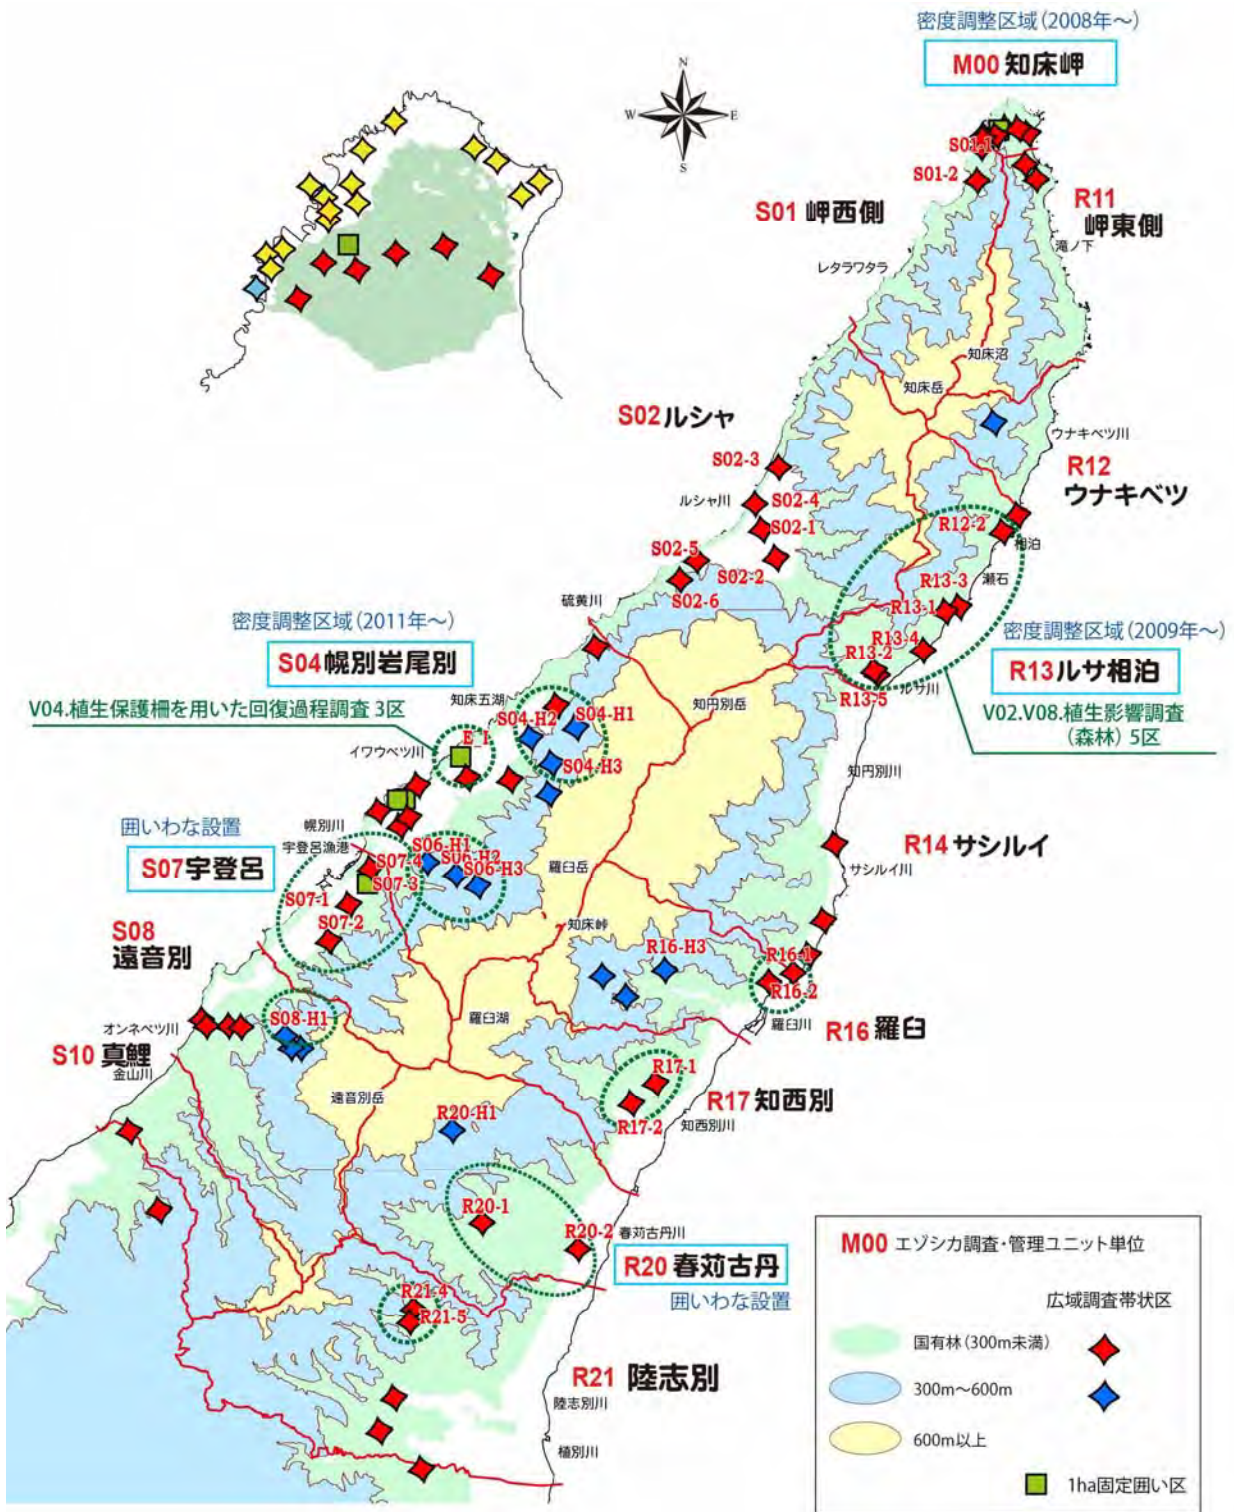 密度調整区域(2008年～)
M00 知床岬
N
W
E
S
S01-1
S01-2
S01 岬西側
R11
岬東側
滝ノ下
レタラワタラ
知床沼
知床岳
S02ルシャ
ウナキベツ川
S02-3
R12
ウナキベツ
ルシャ川
S02-4
S02-1
R12-2
相泊
S02-5
S02-2
瀬石
R13-3
S02-6
硫黄川
R13-1
密度調整区域(2011年～)
R13-4
密度調整区域(2009年～)
S04幌別岩尾別
R13-2
R13ルサ相泊
ルサ川
R13-5
知床五湖
知円別岳
V04.植生保護柵を用いた回復過程調査 3区
S04-H2
S04-H1
V02.V08.植生影響調査
(森林) 5区
E_I
イワウベツ川
S04-H3
知円別川
囲いわな設置
幌別川
宇登呂漁港
S07宇登呂
S06-H1
S06-H2
S06-H3
S07-4
S07-3
羅臼岳
R14サシルイ
サシルイ川
S07-1
S07-2
知床峠
S08
遠音別
R16-H3
R16-1
R16-2
オンネベツ川
S08-H1
羅臼湖
羅臼川
R16 羅臼
S10 真鯉
金山川
R17-1
遠音別岳
R17 知西別
R20-H1
R17-2
知西別川
R20-1
R20-2
春苅古丹川
M00 エゾシカ調査・管理ユニット単位
R20 春苅古丹
囲いわな設置
R21-4
R21-5
広域調査帯状区
国有林(300m未満)
R21 陸志別
300m～600m
陸志別川
600m以上
植別川
1ha固定囲い区